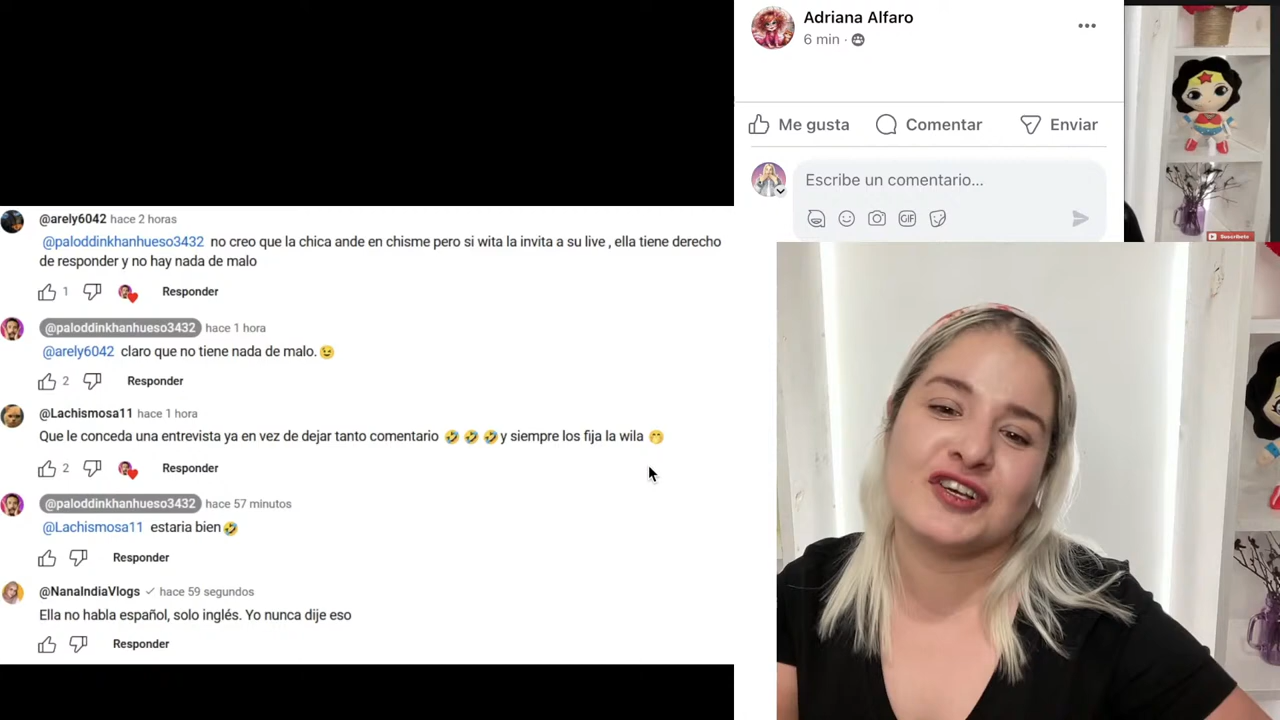 @arely6042 hace 2 horas
@paloddinkhanhueso3432 no creo que la chica ande en chisme pero si wita la invita a su live , ella tiene derecho
de responder y no hay nada de malo
1 Responder
@paloddinkhanhueso3432 hace 1 hora
@arely6042 claro que no tiene nada de malo. 😉
2 Responder
@Lachismosa11 hace 1 hora
Que le conceda una entrevista ya en vez de dejar tanto comentario 🤣 🤣 🤣 y siempre los fija la wila 🤭
2 Responder
@paloddinkhanhueso3432 hace 57 minutos
@Lachismosa11 estaria bien 🤣
Responder
@NanaIndiaVlogs hace 59 segundos
Ella no habla español, solo inglés. Yo nunca dije eso
Responder
Adriana Alfaro
6 min ·
Me gusta Comentar Enviar
Escribe un comentario...
GIF
Suscríbete